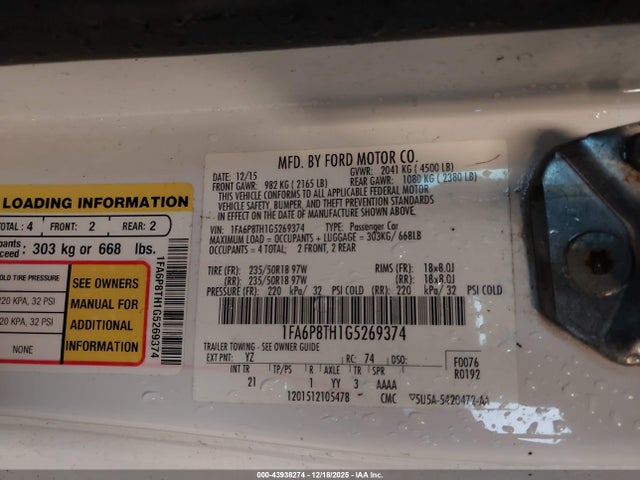 LOADING INFORMATION
TOTAL : 4 FRONT: 2 REAR: 2
303 kg or 668 lbs.
TIRE PRESSURE
220 KPA, 32 PSI
220 KPA, 32 PSI
NONE
SEE OWNERS
MANUAL FOR
ADDITIONAL
INFORMATION
1FA6P8TH1G5269374
MFD. BY FORD MOTOR CO.
DATE: 12/15 GVWR: 2041 KG ( 4500 LB)
FRONT GAWR: 982 KG ( 2165 LB) REAR GAWR: 1080 KG ( 2380 LB)
THIS VEHICLE CONFORMS TO ALL APPLICABLE FEDERAL MOTOR
VEHICLE SAFETY, BUMPER, AND THEFT PREVENTION STANDARDS
IN EFFECT ON THE DATE OF MANUFACTURE SHOWN ABOVE.
VIN: 1FA6P8TH1G5269374 TYPE: Passenger Car
MAXIMUM LOAD = OCCUPANTS + LUGGAGE = 303KG/ 668LB
OCCUPANTS = 4 TOTAL; 2 FRONT, 2 REAR
TIRE (FR): 235/50R18 97W RIMS (FR): 18x8.0J
(RR): 235/50R18 97W (RR): 18x8.0J
PRESSURE (FR): 220 kPa/ 32 PSI COLD (RR) 220 kPa/ 32 PSI COLD
1FA6P8TH1G5269374
TRAILER TOWING - SEE OWNER GUIDE
EXT PNT: YZ RC: 74 DSO: F0076
INT TR TP/PS R AXLE TR SPR R0192
21 1 YY 3 AAAA
1201512105478 CMC
000-43938274 - 12/18/2025 - IAA Inc.